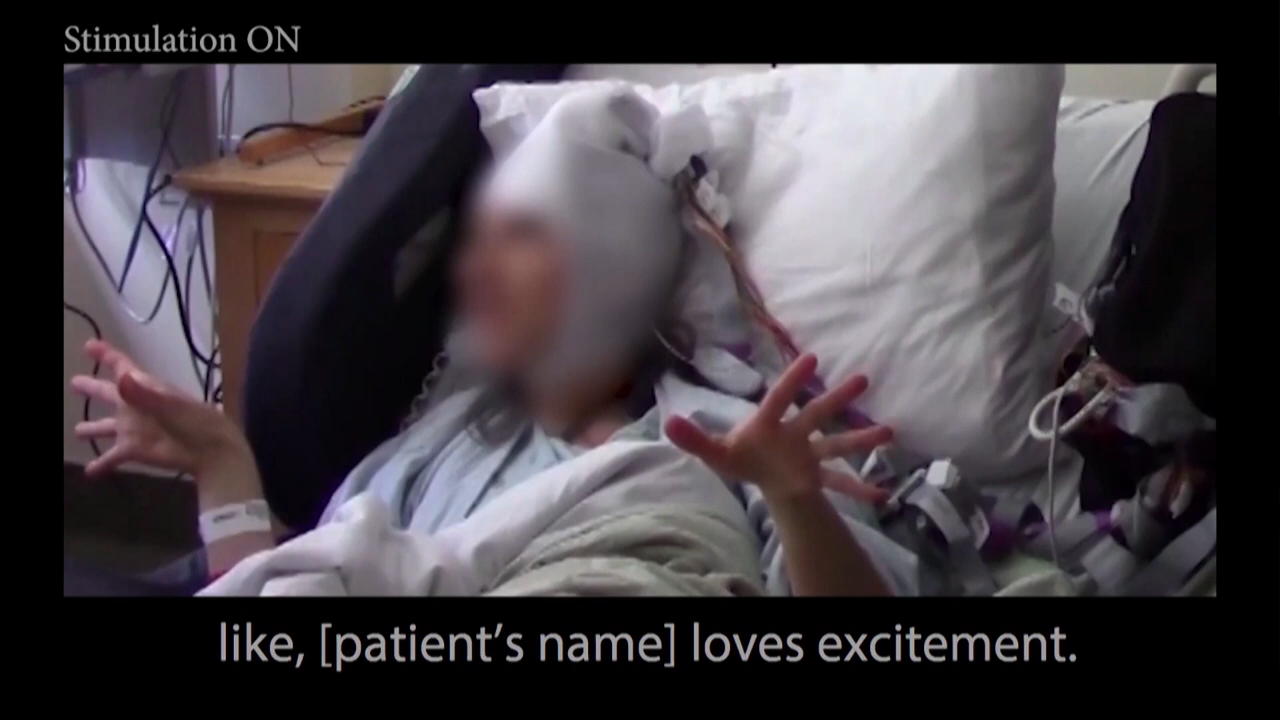 Stimulation ON
like, [patient’s name] loves excitement.